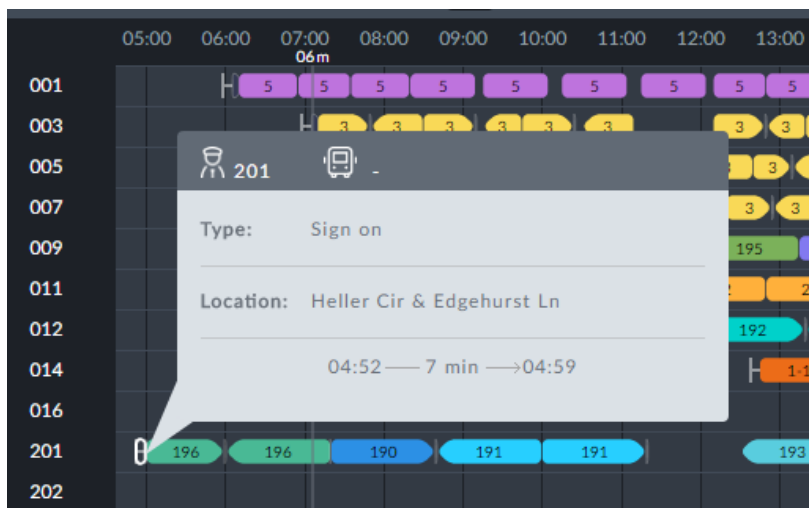 05:00 06:00 07:00 08:00 09:00 10:00 11:00 12:00 13:00
06m
001 5 5 5 5 5 5 5 5 5
003 3 3 3 3 3 3 3 3
201 -
005 3
007 3 3
Type: Sign on
009 195
Location: Heller Cir & Edgehurst Ln
011
012 192
04:52 7 min 04:59
014
016
201 196 196 190 191 191 193
202